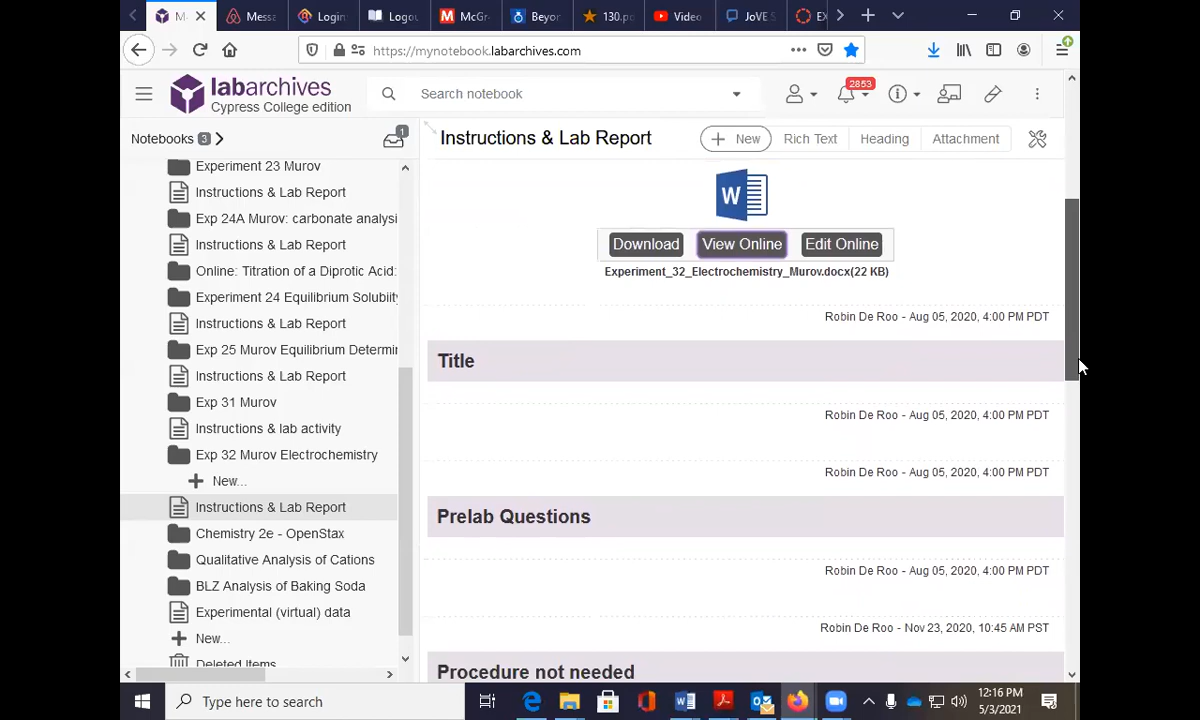 M
Messa
Login
Logou
McGr
Beyon
130.po
Video
JoVE S
EX
https://mynotebook.labarchives.com
labarchives
Cypress College edition
Search notebook
2853
Notebooks 3
1
Instructions & Lab Report
New
Rich Text
Heading
Attachment
Experiment 23 Murov
Instructions & Lab Report
Exp 24A Murov: carbonate analysi
Instructions & Lab Report
Online: Titration of a Diprotic Acid:
Experiment 24 Equilibrium Solubiity
Instructions & Lab Report
Exp 25 Murov Equilibrium Determir
Instructions & Lab Report
Exp 31 Murov
Instructions & lab activity
Exp 32 Murov Electrochemistry
New...
Instructions & Lab Report
Chemistry 2e - OpenStax
Qualitative Analysis of Cations
BLZ Analysis of Baking Soda
Experimental (virtual) data
New...
Deleted Items
W
Download
View Online
Edit Online
Experiment_32_Electrochemistry_Murov.docx(22 KB)
Robin De Roo - Aug 05, 2020, 4:00 PM PDT
Title
Robin De Roo - Aug 05, 2020, 4:00 PM PDT
Robin De Roo - Aug 05, 2020, 4:00 PM PDT
Prelab Questions
Robin De Roo - Aug 05, 2020, 4:00 PM PDT
Robin De Roo - Nov 23, 2020, 10:45 AM PST
Procedure not needed
Type here to search
12:16 PM
5/3/2021